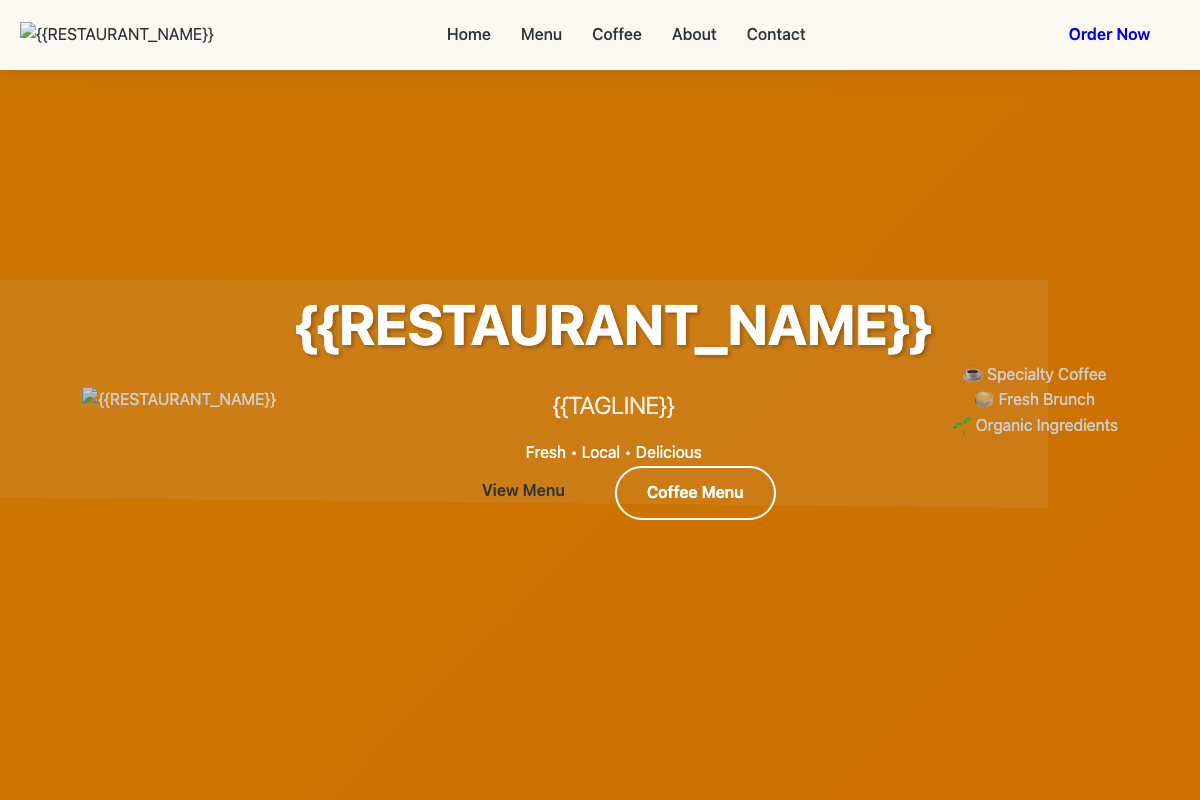 {{RESTAURANT_NAME}}
Home Menu Coffee About Contact
Order Now
{{RESTAURANT_NAME}}
{{RESTAURANT_NAME}}
{{TAGLINE}}
Fresh • Local • Delicious
View Menu
Coffee Menu
☕ Specialty Coffee
🥪 Fresh Brunch
🌱 Organic Ingredients